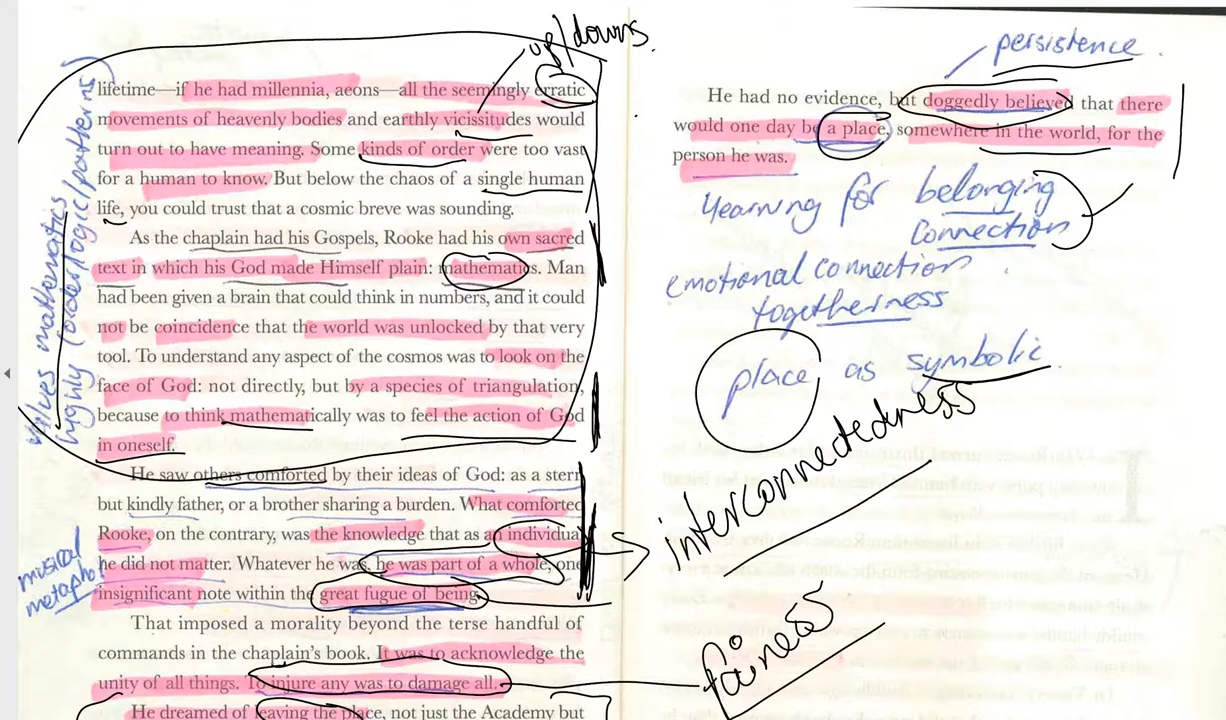 up/downs.
lifetime—if he had millennia, aeons—all the seemingly erratic
movements of heavenly bodies and earthly vicissitudes would
turn out to have meaning. Some kinds of order were too vast
for a human to know. But below the chaos of a single human
life, you could trust that a cosmic breve was sounding.
As the chaplain had his Gospels, Rooke had his own sacred
text in which his God made Himself plain: mathematics. Man
had been given a brain that could think in numbers, and it could
not be coincidence that the world was unlocked by that very
tool. To understand any aspect of the cosmos was to look on the
face of God: not directly, but by a species of triangulation,
because to think mathematically was to feel the action of God
in oneself.
He saw others comforted by their ideas of God: as a stern
but kindly father, or a brother sharing a burden. What comforted
Rooke, on the contrary, was the knowledge that as an individual
he did not matter. Whatever he was, he was part of a whole, one
insignificant note within the great fugue of being.
That imposed a morality beyond the terse handful of
commands in the chaplain's book. It was to acknowledge the
unity of all things. To injure any was to damage all.
He dreamed of leaving the place, not just the Academy but
values mathematics
highly (order/logic/patterns)
musical
metaphor
persistence.
He had no evidence, but doggedly believed that there
would one day be a place, somewhere in the world, for the
person he was.
yearning for belonging
connection
emotional connection
togetherness
place as symbolic
interconnectedness
fairness